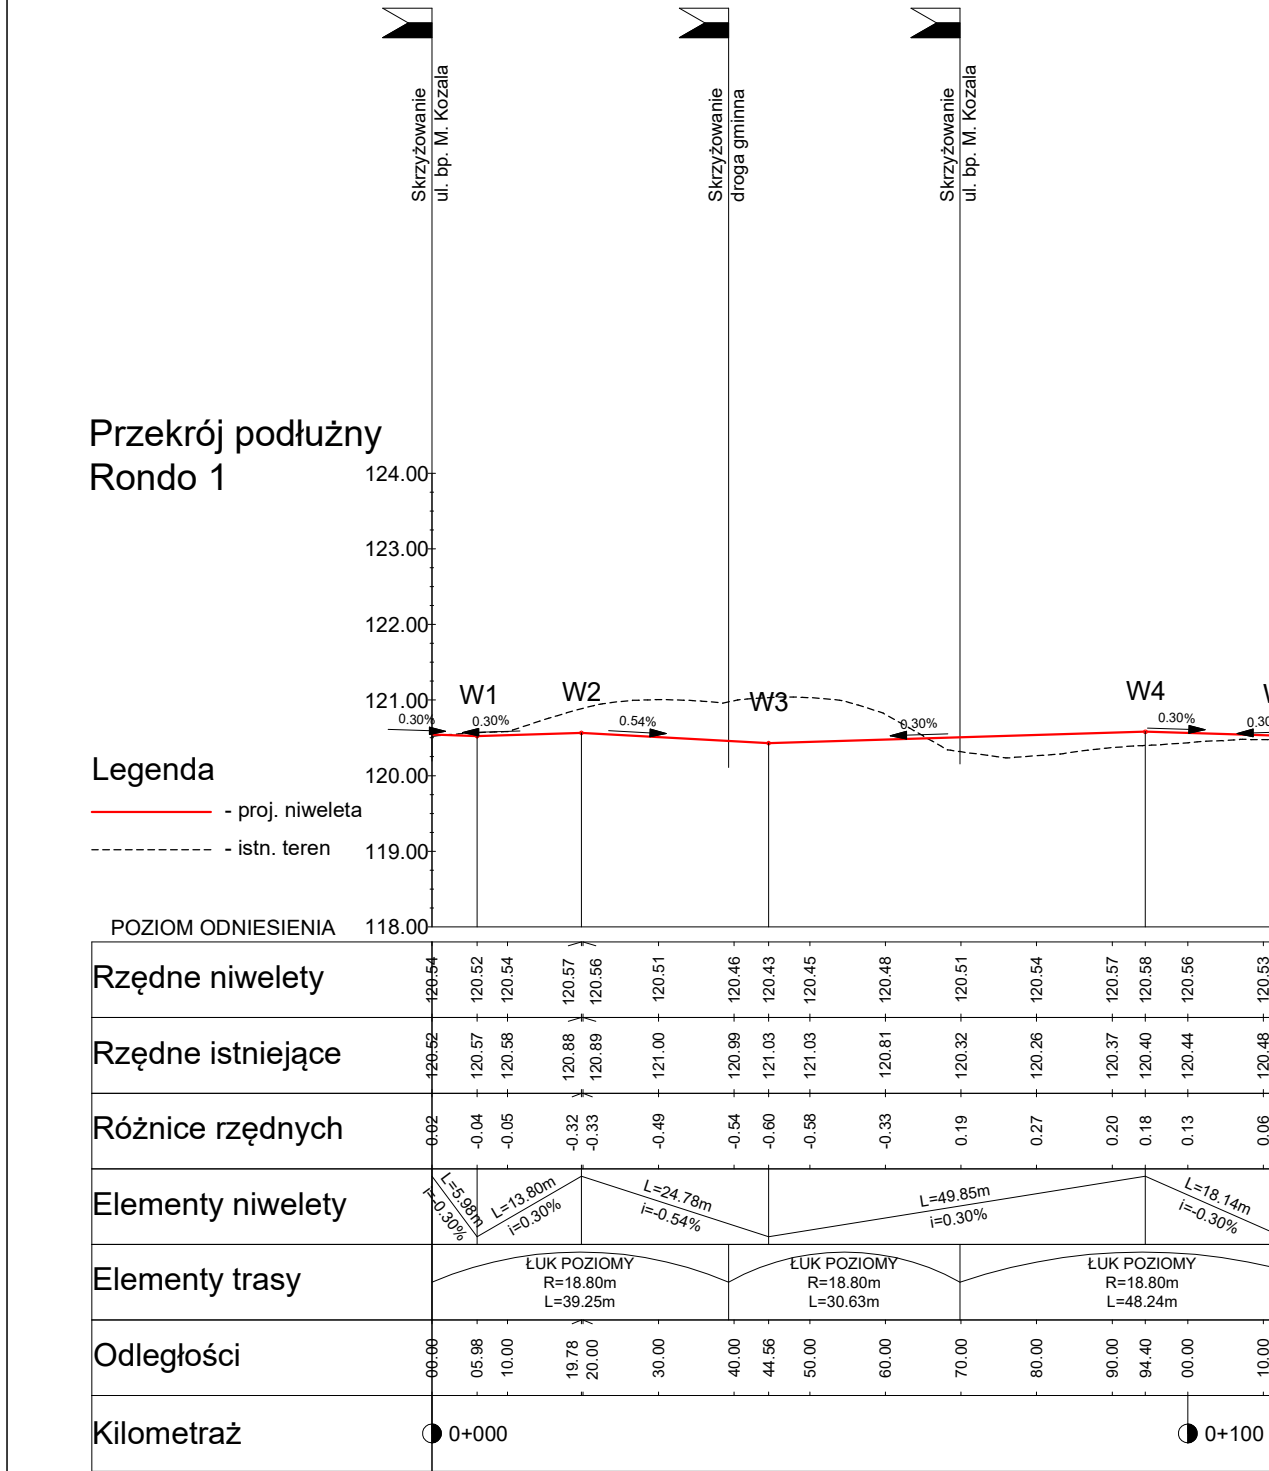 Skrzyżowanie
ul. bp. M. Kozala
Skrzyżowanie
droga gminna
Skrzyżowanie
ul. bp. M. Kozala
Przekrój podłużny
Rondo 1
124.00
123.00
122.00
121.00
120.00
119.00
118.00
W1
W2
W3
W4
0.30%
0.30%
0.54%
0.30%
0.30%
Legenda
- proj. niweleta
- istn. teren
POZIOM ODNIESIENIA
Rzędne niwelety
120.54 120.52 120.54 120.57 120.56 120.51 120.46 120.43 120.45 120.48 120.51 120.54 120.57 120.58 120.56 120.53
Rzędne istniejące
120.52 120.57 120.58 120.88 120.89 121.00 120.99 121.03 121.03 120.81 120.32 120.26 120.37 120.40 120.44 120.48
Różnice rzędnych
0.02 -0.04 -0.05 -0.32 -0.33 -0.49 -0.54 -0.60 -0.58 -0.33 0.19 0.27 0.20 0.18 0.13 0.06
Elementy niwelety
L=5.98m
i=-0.30%
L=13.80m
i=0.30%
L=24.78m
i=-0.54%
L=49.85m
i=0.30%
L=18.14m
i=-0.30%
Elementy trasy
ŁUK POZIOMY
R=18.80m
L=39.25m
ŁUK POZIOMY
R=18.80m
L=30.63m
ŁUK POZIOMY
R=18.80m
L=48.24m
Odległości
00.00 05.98 10.00 19.78 20.00 30.00 40.00 44.56 50.00 60.00 70.00 80.00 90.00 94.40 00.00 10.00
Kilometraż
0+000
0+100